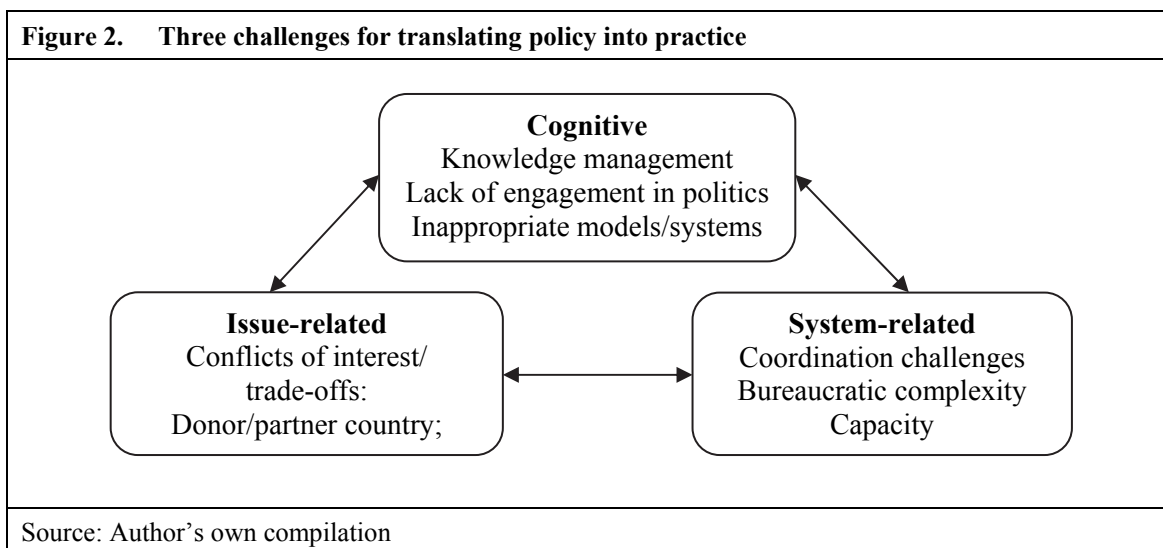 Figure 2. Three challenges for translating policy into practice
Cognitive
Knowledge management
Lack of engagement in politics
Inappropriate models/systems
Issue-related
Conflicts of interest/
trade-offs:
Donor/partner country;
System-related
Coordination challenges
Bureaucratic complexity
Capacity
Source: Author’s own compilation